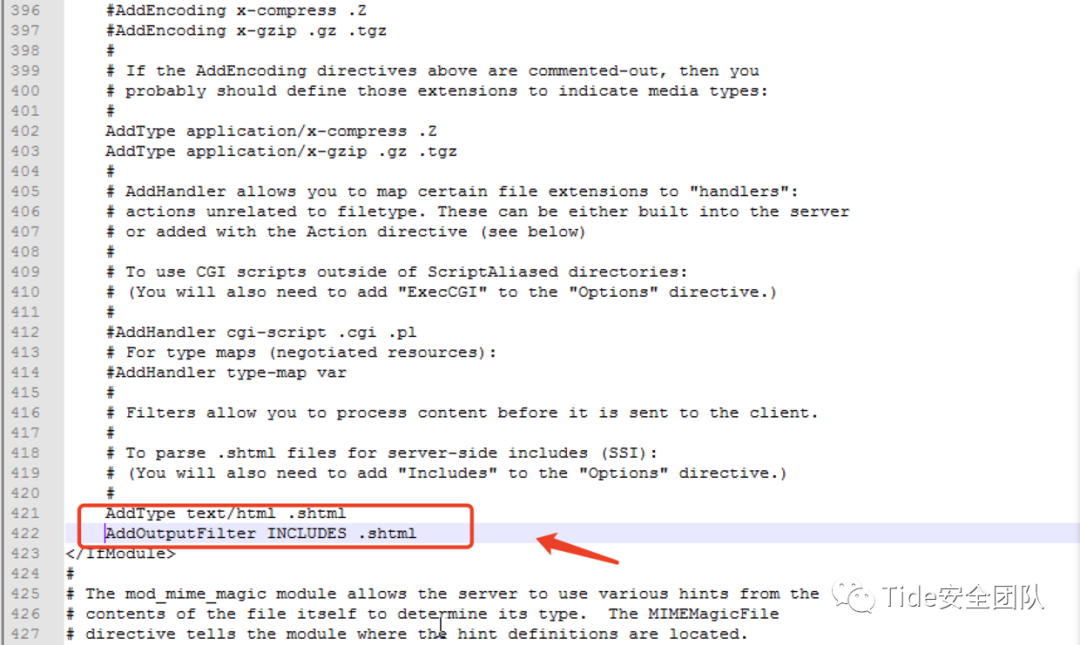 396 #AddEncoding x-compress .Z
397 #AddEncoding x-gzip .gz .tgz
398 #
399 # If the AddEncoding directives above are commented-out, then you
400 # probably should define those extensions to indicate media types:
401 #
402 AddType application/x-compress .Z
403 AddType application/x-gzip .gz .tgz
404 #
405 # AddHandler allows you to map certain file extensions to "handlers":
406 # actions unrelated to filetype. These can be either built into the server
407 # or added with the Action directive (see below)
408 #
409 # To use CGI scripts outside of ScriptAliased directories:
410 # (You will also need to add "ExecCGI" to the "Options" directive.)
411 #
412 #AddHandler cgi-script .cgi .pl
413 # For type maps (negotiated resources):
414 #AddHandler type-map var
415 #
416 # Filters allow you to process content before it is sent to the client.
417 #
418 # To parse .shtml files for server-side includes (SSI):
419 # (You will also need to add "Includes" to the "Options" directive.)
420 #
421 AddType text/html .shtml
422 AddOutputFilter INCLUDES .shtml
423 </IfModule>
424 #
425 # The mod_mime_magic module allows the server to use various hints from the
426 # contents of the file itself to determine its type.  The MIMEMagicFile
427 # directive tells the module where the hint definitions are located.
Tide安全团队